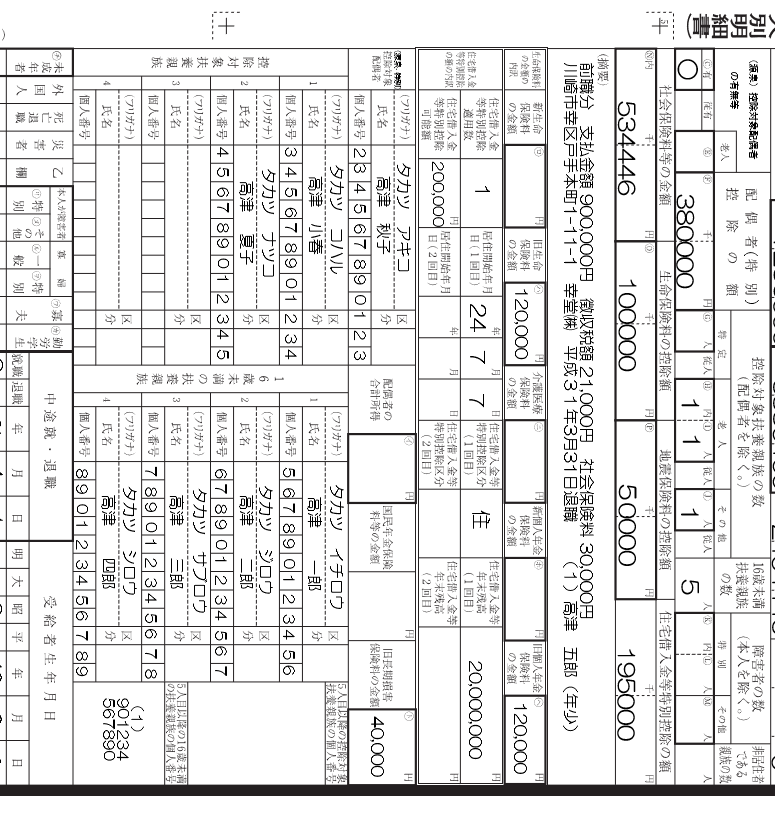 別明細書)
(源泉)控除対象配偶者の有無等
老人
配偶者(特別)控除の額
控除対象扶養親族の数
(配偶者を除く。)
特定
老人
その他
16歳未満扶養親族の数
障害者の数
(本人を除く。)
特別
その他
非居住者である親族の数
有
従有
人
従人
内
人
従人
人
従人
人
内
人
人
人
○
380000
1
1
1
5
社会保険料等の金額
生命保険料の控除額
地震保険料の控除額
住宅借入金等特別控除の額
内
千
円
534446
100000
50000
195000
(摘要)
前職分 支払金額 900,000円 徴収税額 21,000円 社会保険料 30,000円 (1)高津 五郎(年少)
川崎市幸区戸手本町1-11-1 幸堂㈱ 平成31年3月31日退職
生命保険料の金額の内訳
新生命保険料の金額
円
旧生命保険料の金額
120,000
円
介護医療保険料の金額
円
新個人年金保険料の金額
円
旧個人年金保険料の金額
120,000
円
住宅借入金等特別控除の額の内訳
住宅借入金等特別控除適用数
1
居住開始年月日(1回目)
24
年
7
月
7
日
住宅借入金等特別控除区分(1回目)
住
住宅借入金等年末残高(1回目)
20,000,000
円
住宅借入金等特別控除可能額
200,000
円
居住開始年月日(2回目)
年
月
日
住宅借入金等特別控除区分(2回目)
住宅借入金等年末残高(2回目)
円
(源泉・特別)控除対象配偶者
(フリガナ)
タカツ アキコ
氏名
高津 秋子
区分
個人番号
234567890123
配偶者の合計所得
円
国民年金保険料等の金額
円
旧長期損害保険料の金額
40,000
円
控除対象扶養親族
1
(フリガナ)
タカツ コハル
氏名
高津 小春
区分
個人番号
345678901234
2
(フリガナ)
タカツ ナツコ
氏名
高津 夏子
区分
個人番号
456789012345
3
(フリガナ)
氏名
区分
個人番号
4
(フリガナ)
氏名
区分
個人番号
16歳未満の扶養親族
1
(フリガナ)
タカツ イチロウ
氏名
高津 一郎
区分
個人番号
567890123456
2
(フリガナ)
タカツ ジロウ
氏名
高津 二郎
区分
個人番号
678901234567
3
(フリガナ)
タカツ サブロウ
氏名
高津 三郎
区分
個人番号
789012345678
4
(フリガナ)
タカツ シロウ
氏名
高津 四郎
区分
個人番号
890123456789
5人目以降の控除対象扶養親族の個人番号
5人目以降の16歳未満の扶養親族の個人番号
(1)
901234
567890
未成年者
外国人
死亡退職
災害者
乙欄
本人が障害者
特別
その他
寡婦
一般
特別
寡夫
勤労学生
中途就・退職
就職
退職
年
月
日
受給者生年月日
明
大
昭
平
年
月
日